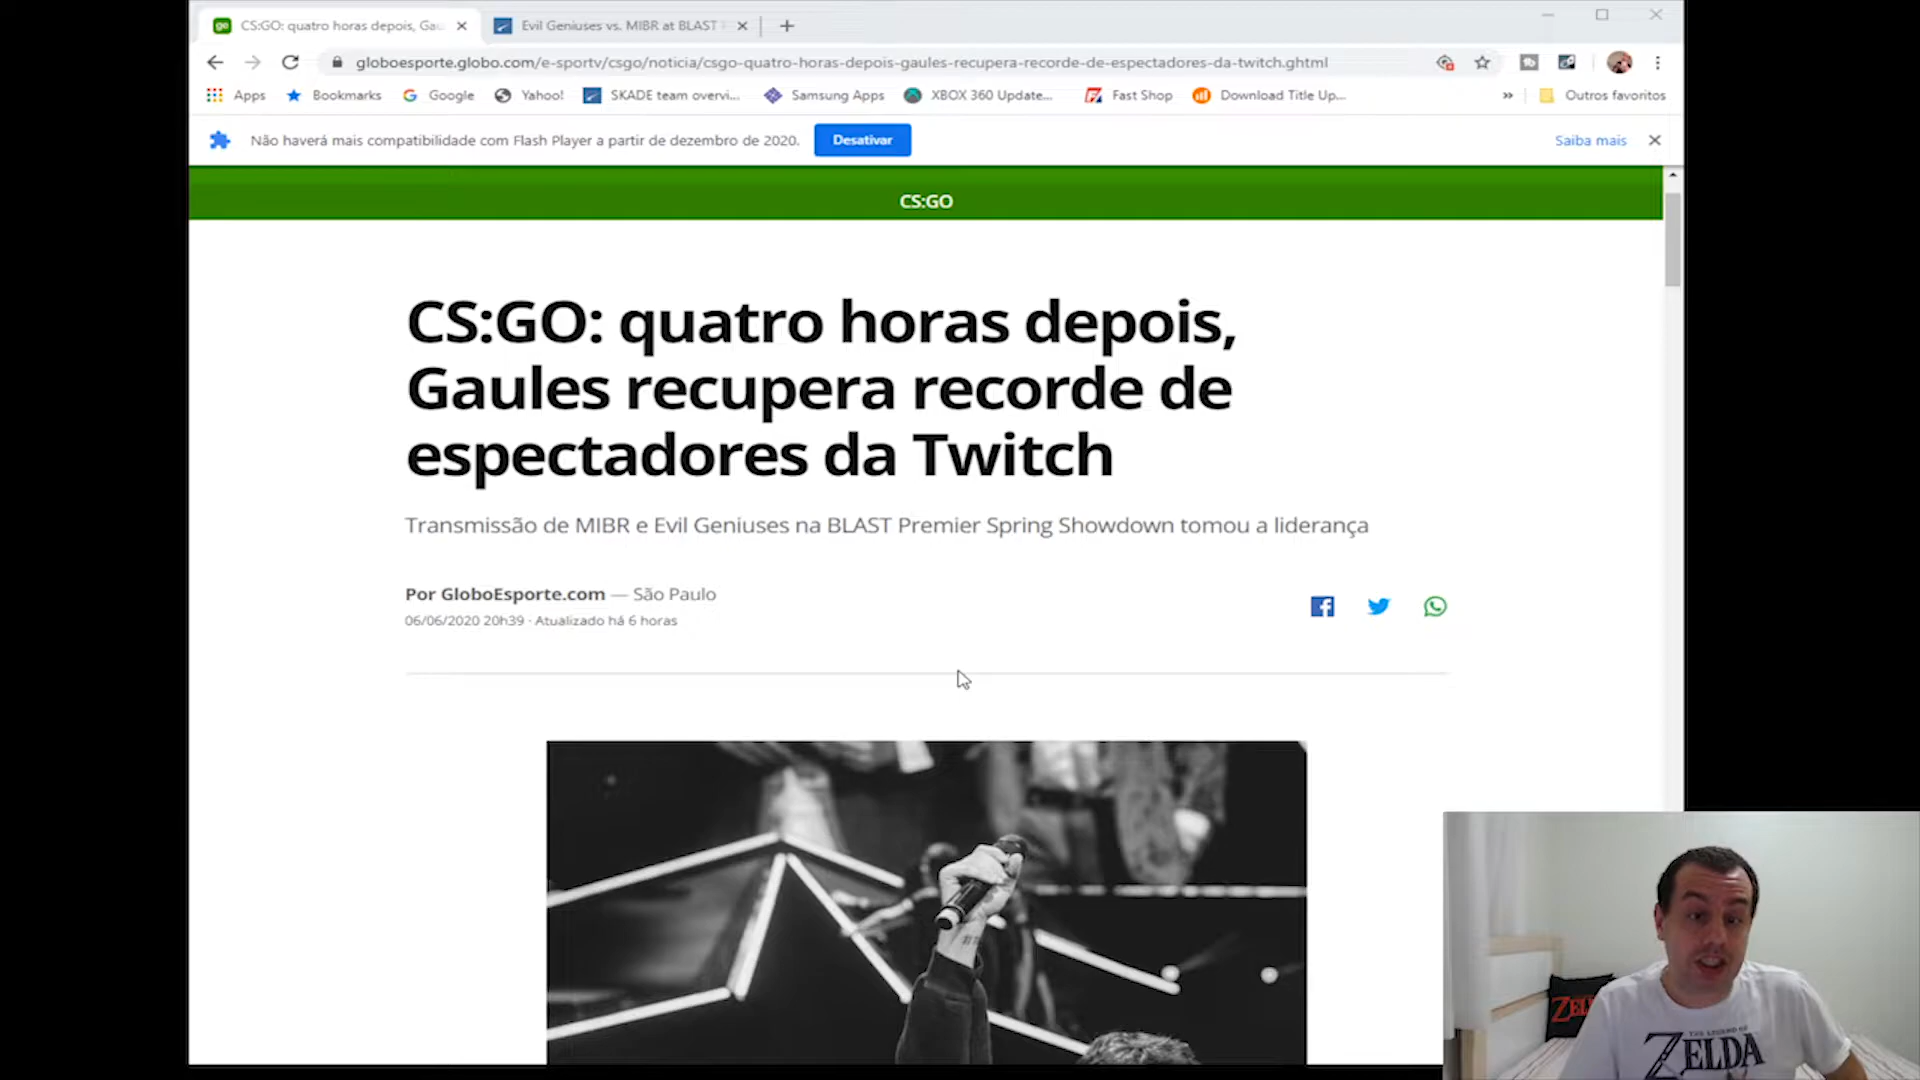 CS:GO: quatro horas depois, Gau
Evil Geniuses vs. MIBR at BLAST
globoesporte.globo.com/e-sportv/csgo/noticia/csgo-quatro-horas-depois-gaules-recupera-recorde-de-espectadores-da-twitch.ghtml
Apps Bookmarks Google Yahoo! SKADE team overvi... Samsung Apps XBOX 360 Update... Fast Shop Download Title Up... » Outros favoritos
Não haverá mais compatibilidade com Flash Player a partir de dezembro de 2020. Desativar Saiba mais
CS:GO
CS:GO: quatro horas depois,
Gaules recupera recorde de
espectadores da Twitch
Transmissão de MIBR e Evil Geniuses na BLAST Premier Spring Showdown tomou a liderança
Por GloboEsporte.com — São Paulo
06/06/2020 20h39 · Atualizado há 6 horas
ZEL
THE LEGEND OF
ZELDA